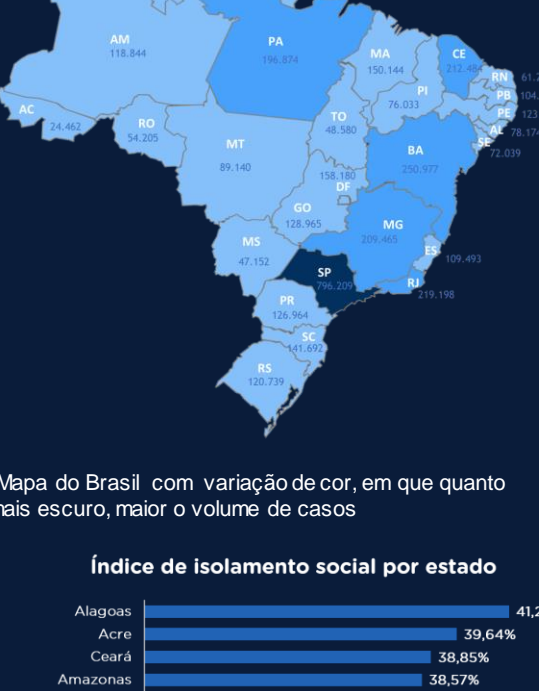 AM
118.844
PA
196.874
MA
150.144
CE
212.484
RN
PI
76.033
PB
PE
AL
78.174
SE
72.039
AC
24.462
RO
54.205
TO
48.580
MT
89.140
BA
250.977
158.180
DF
GO
128.965
MG
209.465
MS
47.152
ES
109.493
SP
796.209
RJ
219.198
PR
126.964
SC
141.692
RS
120.739
Mapa do Brasil com variação de cor, em que quanto
mais escuro, maior o volume de casos
Índice de isolamento social por estado
Alagoas 41,2
Acre 39,64%
Ceará 38,85%
Amazonas 38,57%